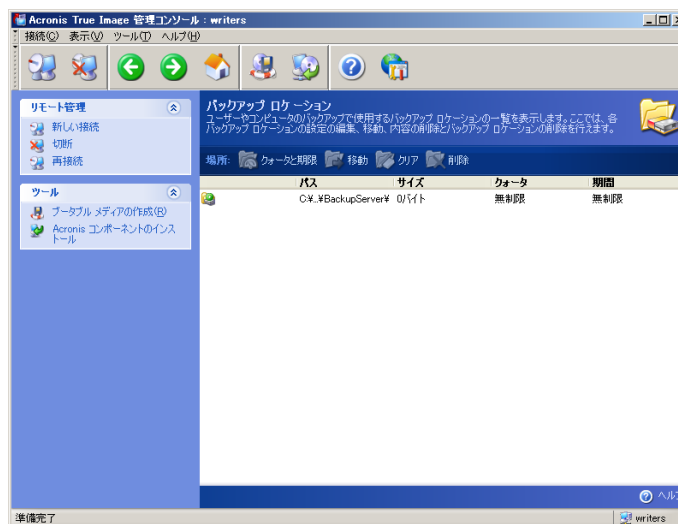 Acronis True Image 管理コンソール : writers
接続(C) 表示(V) ツール(T) ヘルプ(H)
リモート管理
新しい接続
切断
再接続
ツール
ブータブル メディアの作成(R)
Acronis コンポーネントのインス
トール
バックアップ ロケーション
ユーザーやコンピュータのバックアップで使用するバックアップ ロケーションの一覧を表示します。ここでは、各
バックアップ ロケーションの設定の編集、移動、内容の削除とバックアップ ロケーションの削除を行えます。
場所: クォータと期限 移動 クリア 削除
パス サイズ クォータ 期間
C:¥..¥BackupServer¥ 0バイト 無制限 無制限
ヘル
準備完了 writers